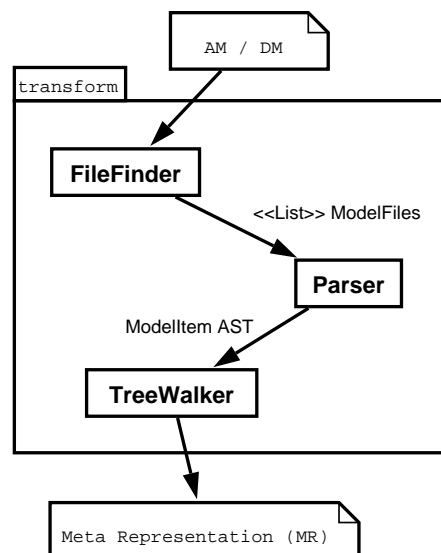 AM / DM
transform
FileFinder
<<List>> ModelFiles
Parser
ModelItem AST
TreeWalker
Meta Representation (MR)